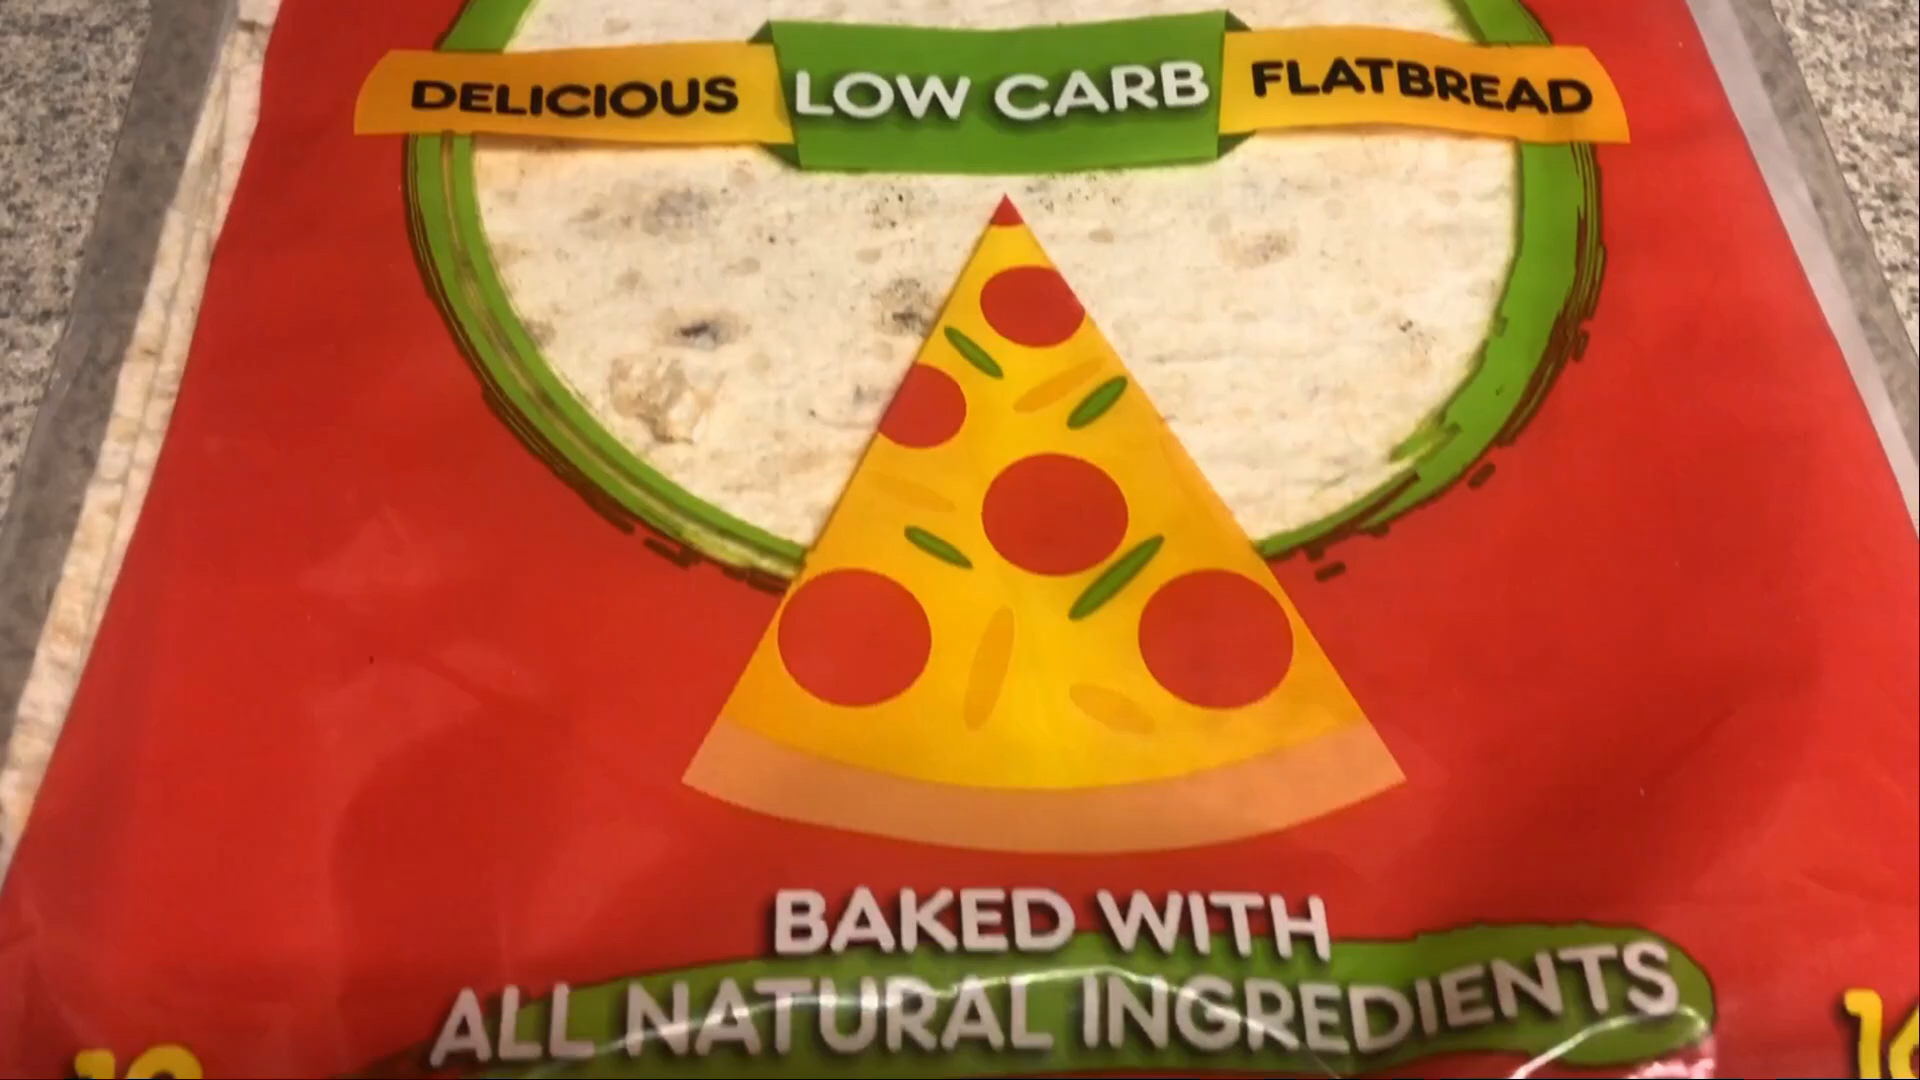 DELICIOUS LOW CARB FLATBREAD
BAKED WITH
ALL NATURAL INGREDIENTS